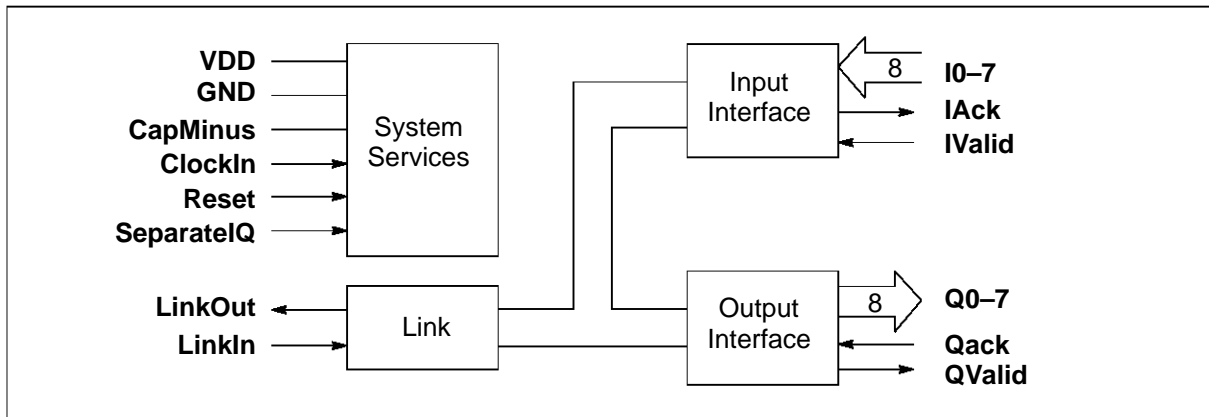 VDD
GND
CapMinus
ClockIn
Reset
SeparateIQ
System
Services
LinkOut
LinkIn
Link
Input
Interface
8
I0–7
IAck
IValid
Output
Interface
8
Q0–7
Qack
QValid